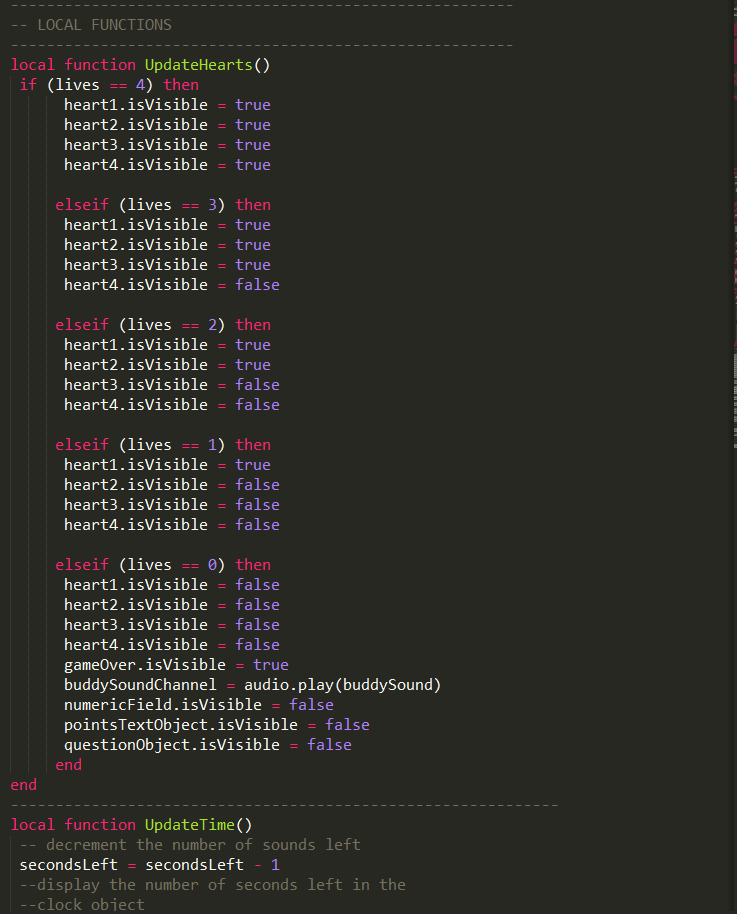 --------------------------------------------------------
-- LOCAL FUNCTIONS
--------------------------------------------------------
local function UpdateHearts()
if (lives == 4) then
heart1.isVisible = true
heart2.isVisible = true
heart3.isVisible = true
heart4.isVisible = true
elseif (lives == 3) then
heart1.isVisible = true
heart2.isVisible = true
heart3.isVisible = true
heart4.isVisible = false
elseif (lives == 2) then
heart1.isVisible = true
heart2.isVisible = true
heart3.isVisible = false
heart4.isVisible = false
elseif (lives == 1) then
heart1.isVisible = true
heart2.isVisible = false
heart3.isVisible = false
heart4.isVisible = false
elseif (lives == 0) then
heart1.isVisible = false
heart2.isVisible = false
heart3.isVisible = false
heart4.isVisible = false
gameOver.isVisible = true
buddySoundChannel = audio.play(buddySound)
numericField.isVisible = false
pointsTextObject.isVisible = false
questionObject.isVisible = false
end
end
-------------------------------------------------------------
local function UpdateTime()
-- decrement the number of sounds left
secondsLeft = secondsLeft - 1
--display the number of seconds left in the
--clock object